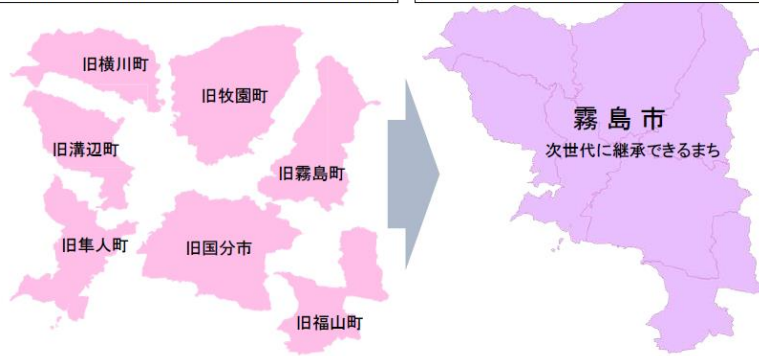 旧横川町
旧牧園町
旧溝辺町
旧霧島町
旧隼人町
旧国分市
旧福山町
霧島市
次世代に継承できるまち